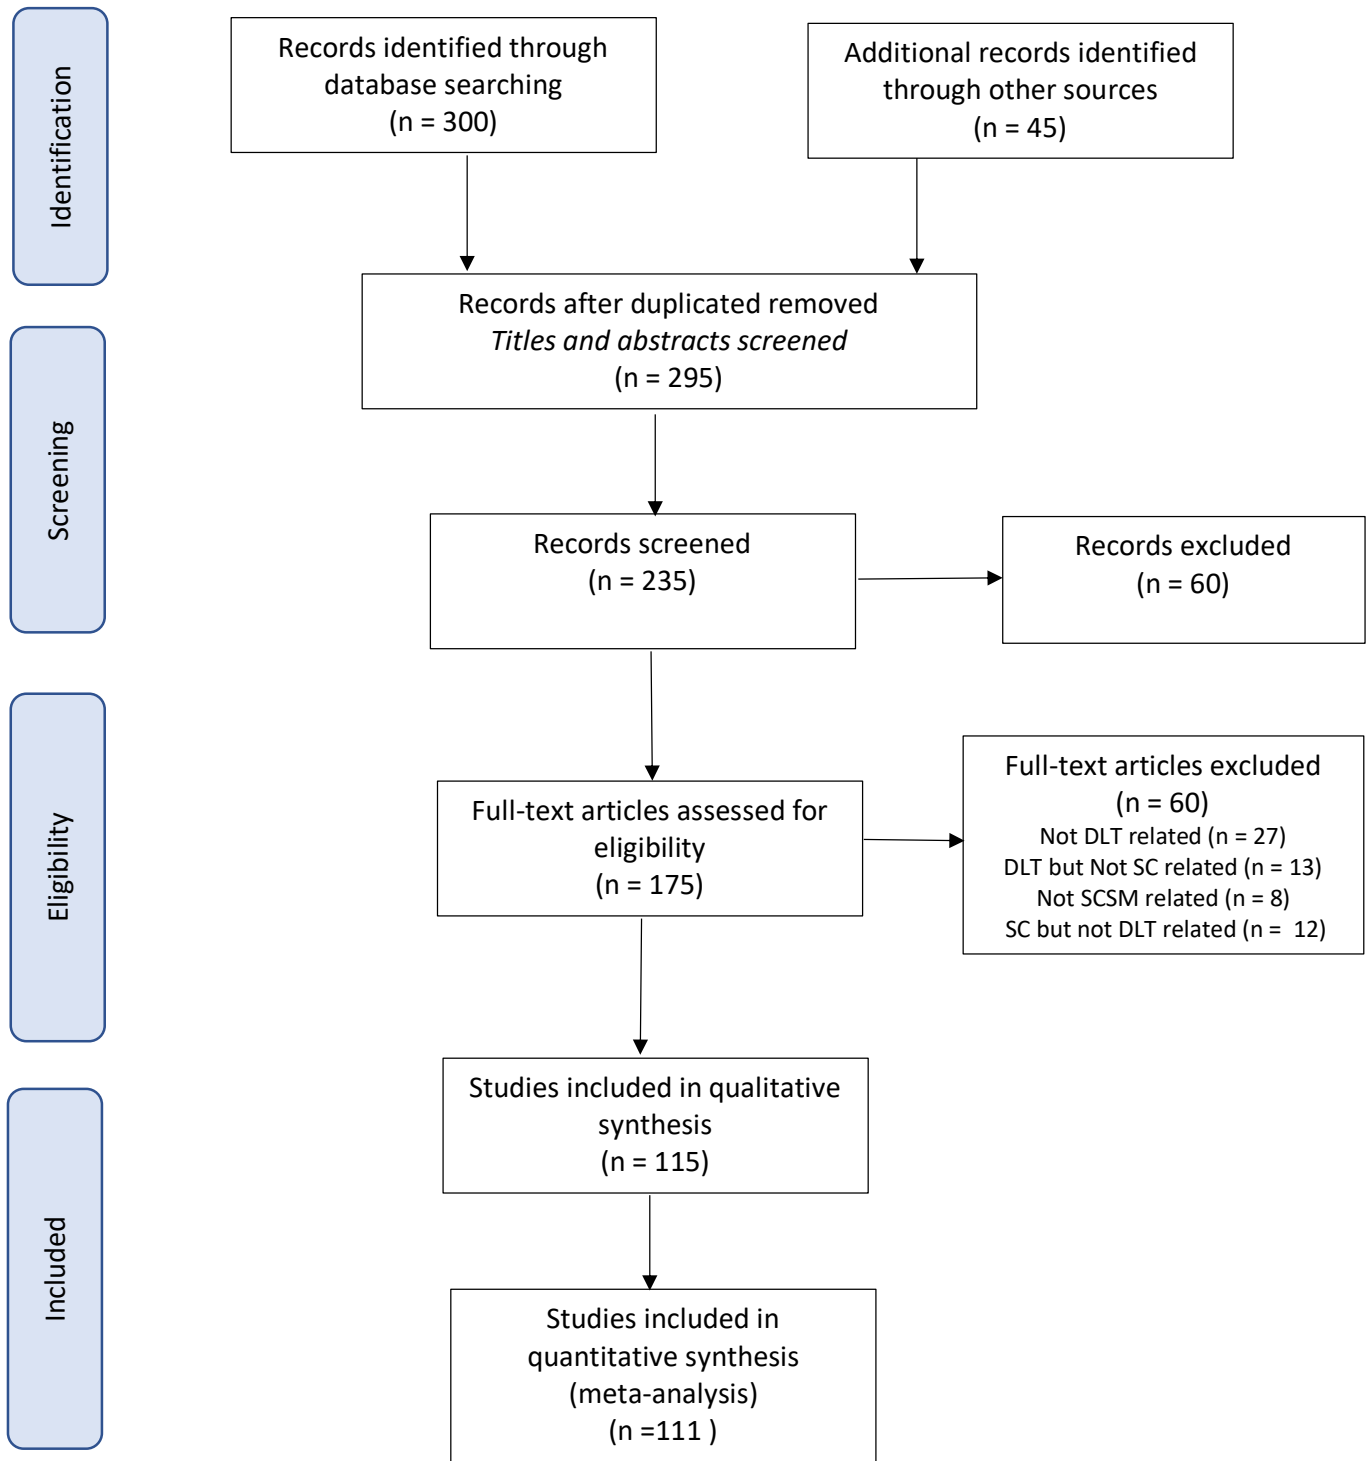 Identification
Records identified through
database searching
(n = 300)
Additional records identified
through other sources
(n = 45)
Records after duplicated removed
Titles and abstracts screened
(n = 295)
Screening
Records screened
(n = 235)
Records excluded
(n = 60)
Eligibility
Full-text articles assessed for
eligibility
(n = 175)
Full-text articles excluded
(n = 60)
Not DLT related (n = 27)
DLT but Not SC related (n = 13)
Not SCSM related (n = 8)
SC but not DLT related (n =  12)
Included
Studies included in qualitative
synthesis
(n = 115)
Studies included in
quantitative synthesis
(meta-analysis)
(n =111 )